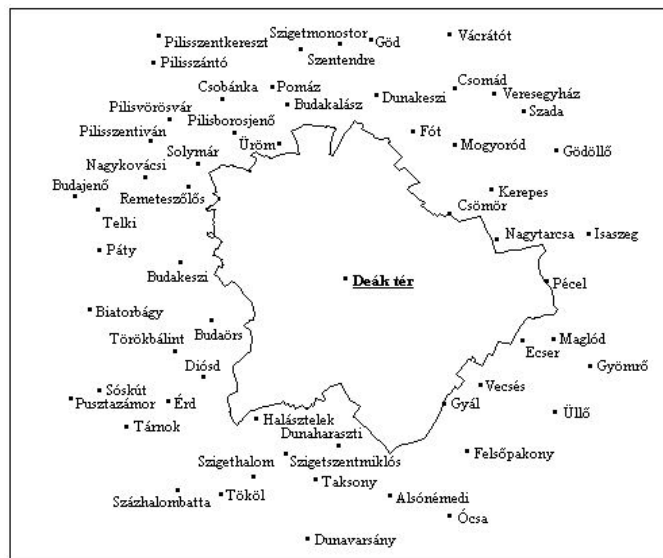 Pilisszentkereszt
Szigetmonostor
Göd
Vácrátót
Szentendre
Pilisszántó
Csobánka
Pomáz
Dunakeszi
Csomád
Veresegyház
Budakalász
Szada
Pilisvörösvár
Pilisborosjenő
Fót
Pilisszentiván
Üröm
Mogyoród
Gödöllő
Solymár
Nagykovácsi
Budajenő
Remeteszőlős
Kerepes
Telki
Csömör
Nagytarcsa
Isaszeg
Páty
Budakeszi
Deák tér
Pécel
Biatorbágy
Törökbálint
Budaörs
Maglód
Ecser
Diósd
Gyömrő
Sóskút
Vecsés
Pusztazámor
Érd
Gyál
Üllő
Halásztelek
Tárnok
Dunaharaszti
Felsőpakony
Szigethalom
Szigetszentmiklós
Taksony
Százhalombatta
Tököl
Alsónémedi
Ócsa
Dunavarsány